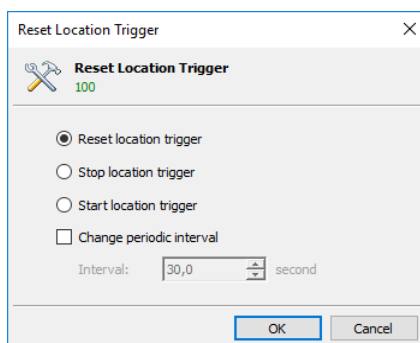 Reset Location Trigger
Reset Location Trigger
100
Reset location trigger
Stop location trigger
Start location trigger
Change periodic interval
Interval: 30,0 second
OK Cancel